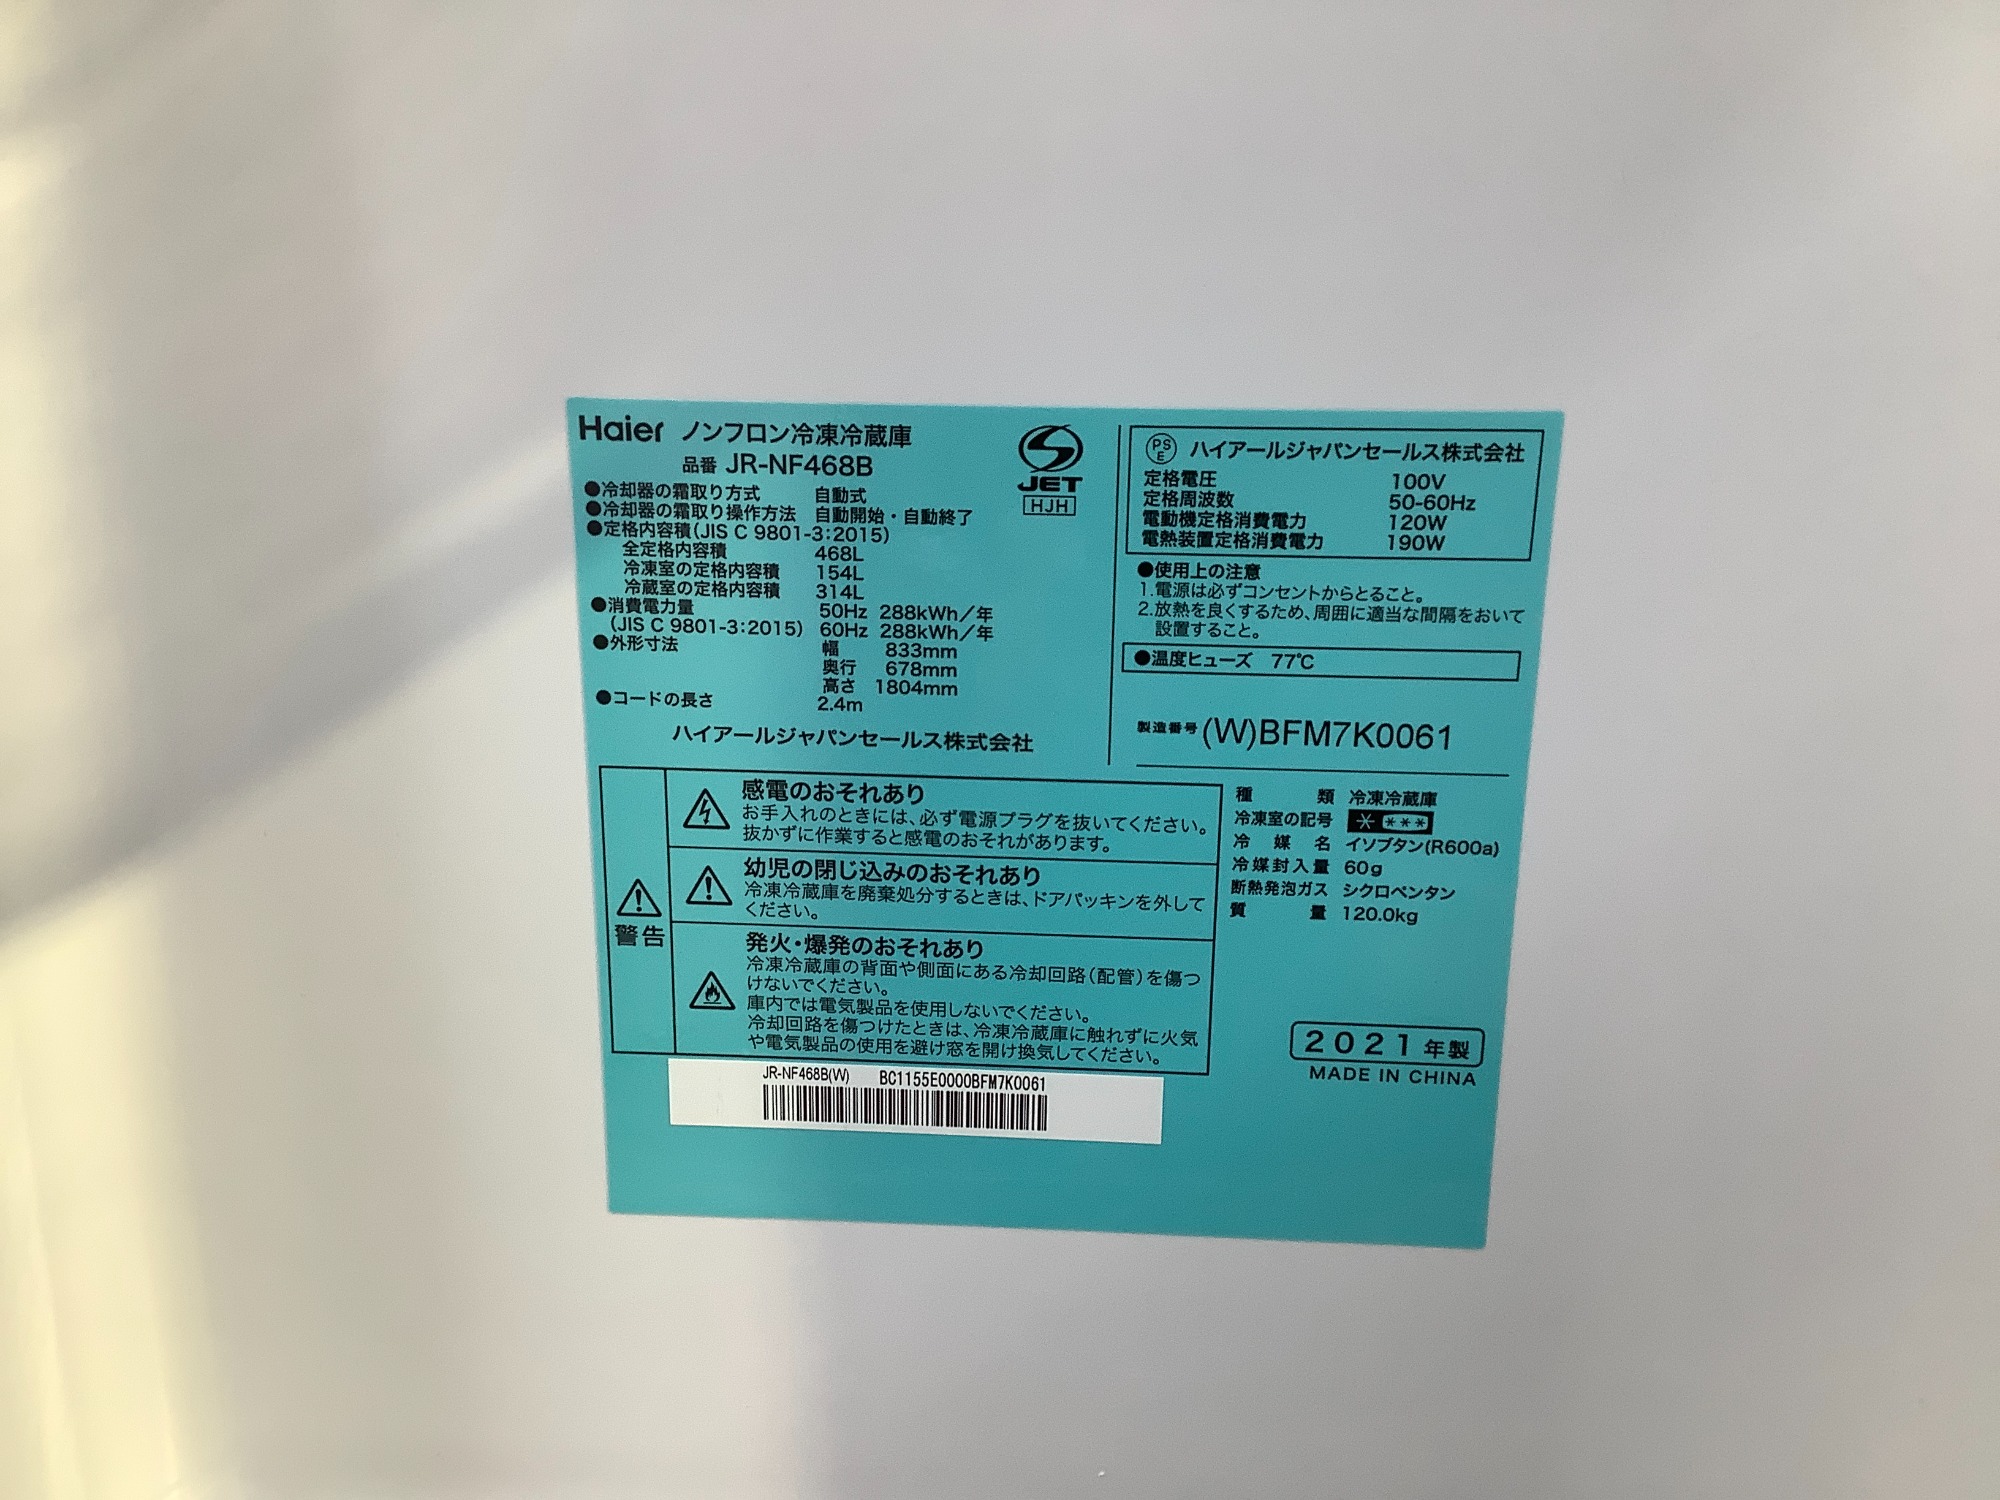 Haier ノンフロン冷凍冷蔵庫
品番 JR-NF468B
●冷却器の霜取り方式 自動式
●冷却器の霜取り操作方法 自動開始・自動終了
●定格内容積(JIS C 9801-3:2015)
全定格内容積 468L
冷凍室の定格内容積 154L
冷蔵室の定格内容積 314L
●消費電力量 50Hz 288kWh/年
(JIS C 9801-3:2015) 60Hz 288kWh/年
●外形寸法 幅 833mm
奥行 678mm
高さ 1804mm
●コードの長さ 2.4m
ハイアールジャパンセールス株式会社
JET
HJH
PS
E
ハイアールジャパンセールス株式会社
定格電圧 100V
定格周波数 50-60Hz
電動機定格消費電力 120W
電熱装置定格消費電力 190W
●使用上の注意
1.電源は必ずコンセントからとること。
2.放熱を良くするため、周囲に適当な間隔をおいて
設置すること。
●温度ヒューズ 77℃
製造番号 (W)BFM7K0061
警告
感電のおそれあり
お手入れのときには、必ず電源プラグを抜いてください。
抜かずに作業すると感電のおそれがあります。
幼児の閉じ込みのおそれあり
冷凍冷蔵庫を廃棄処分するときは、ドアパッキンを外して
ください。
発火・爆発のおそれあり
冷凍冷蔵庫の背面や側面にある冷却回路(配管)を傷つ
けないでください。
庫内では電気製品を使用しないでください。
冷却回路を傷つけたときは、冷凍冷蔵庫に触れずに火気
や電気製品の使用を避け窓を開け換気してください。
種類 冷凍冷蔵庫
冷凍室の記号 * ***
冷媒名 イソブタン(R600a)
冷媒封入量 60g
断熱発泡ガス シクロペンタン
質量 120.0kg
2021年製
MADE IN CHINA
JR-NF468B(W) BC1155E0000BFM7K0061